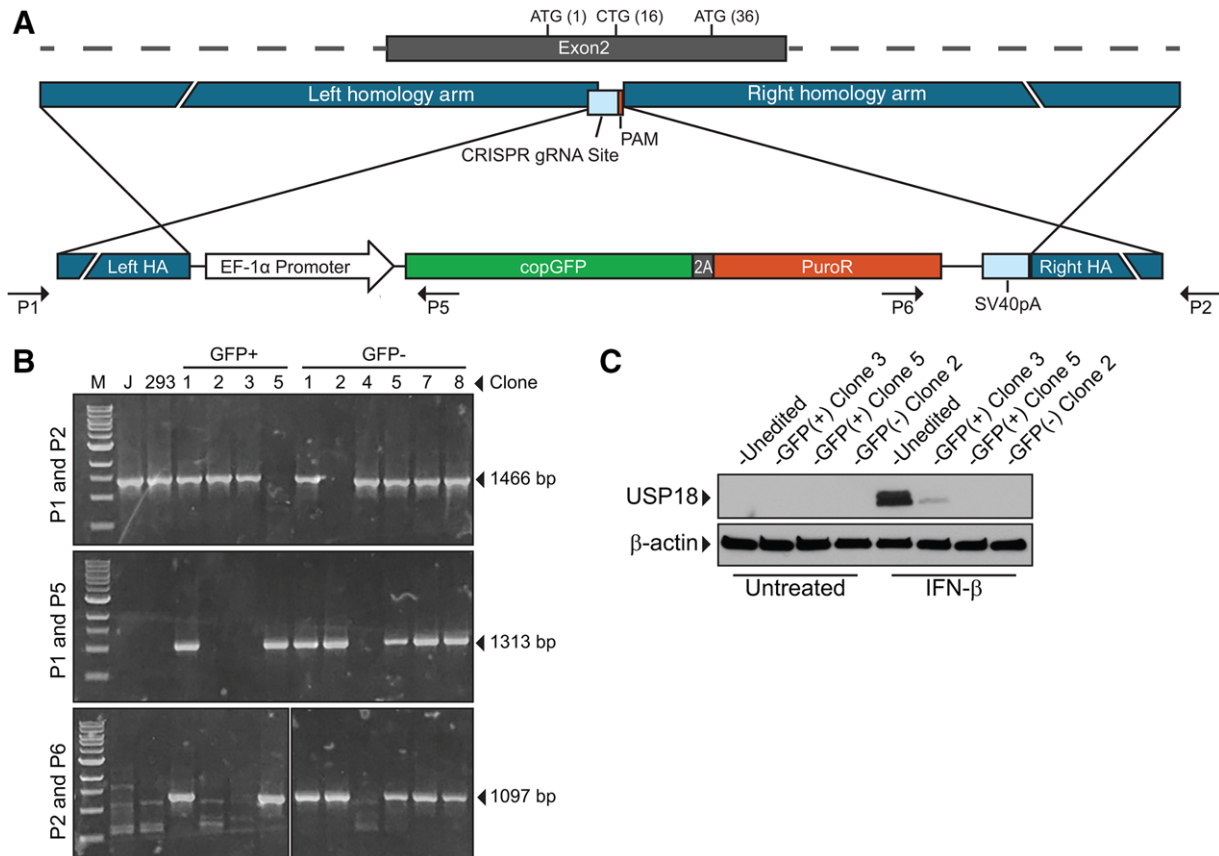 A
ATG (1) CTG (16) ATG (36)
Exon2
Left homology arm
Right homology arm
CRISPR gRNA Site
PAM
Left HA
EF-1α Promoter
copGFP
2A
PuroR
Right HA
P1
P5
P6
SV40pA
P2
B
GFP+ GFP-
M J 293 1 2 3 5 1 2 4 5 7 8 Clone
P1 and P2
1466 bp
P1 and P5
1313 bp
P2 and P6
1097 bp
C
-Unedited
-GFP(+) Clone 3
-GFP(+) Clone 5
-GFP(-) Clone 2
-Unedited
-GFP(+) Clone 3
-GFP(+) Clone 5
-GFP(-) Clone 2
USP18
β-actin
Untreated IFN-β